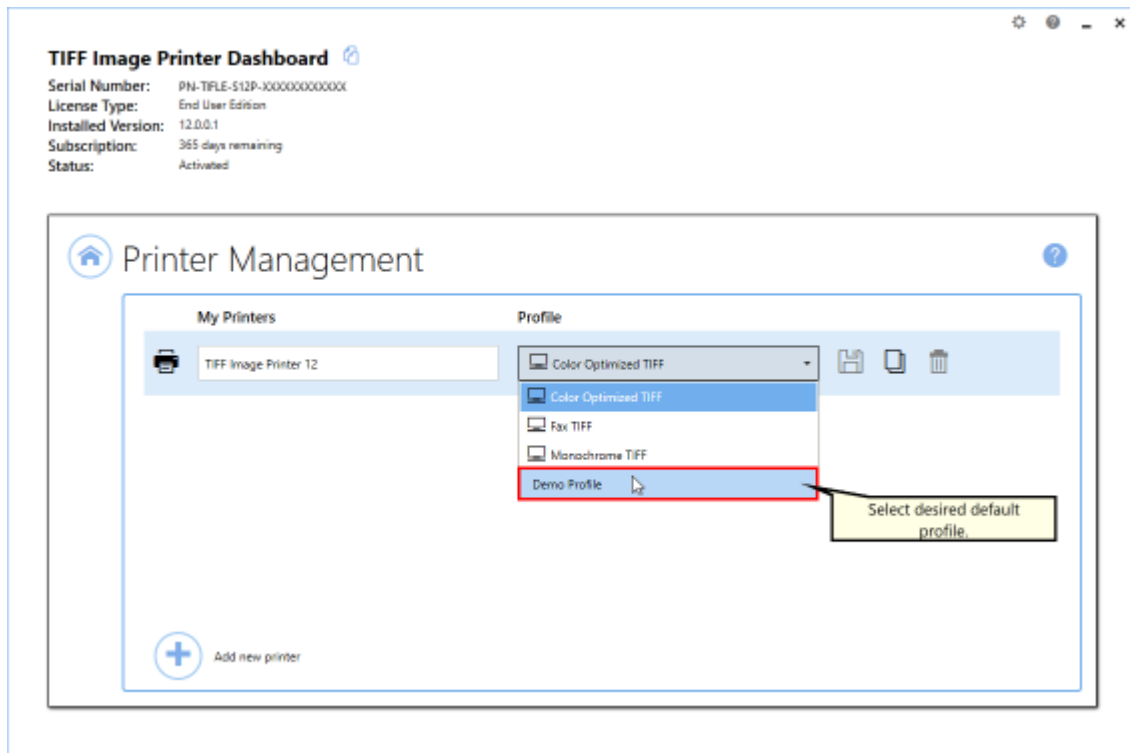 TIFF Image Printer Dashboard
Serial Number: PN-TIFLE-S12P-XXXXXXXXXXXX
License Type: End User Edition
Installed Version: 12.0.0.1
Subscription: 365 days remaining
Status: Activated
Printer Management
My Printers Profile
TIFF Image Printer 12 Color Optimized TIFF
Color Optimized TIFF
Fax TIFF
Monochrome TIFF
Demo Profile
Select desired default
profile.
Add new printer